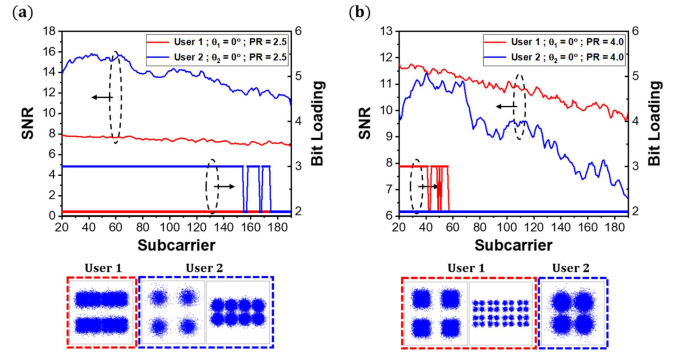 (a)
User 1 ; θ1 = 0° ; PR = 2.5
User 2 ; θ2 = 0° ; PR = 2.5
SNR
18
16
14
12
10
8
6
4
2
0
6
5
4
3
2
Bit Loading
20 40 60 80 100 120 140 160 180
Subcarrier
User 1
User 2
(b)
User 1 ; θ1 = 0° ; PR = 4.0
User 2 ; θ2 = 0° ; PR = 4.0
SNR
13
12
11
10
9
8
7
6
6
5
4
3
2
Bit Loading
20 40 60 80 100 120 140 160 180
Subcarrier
User 1
User 2